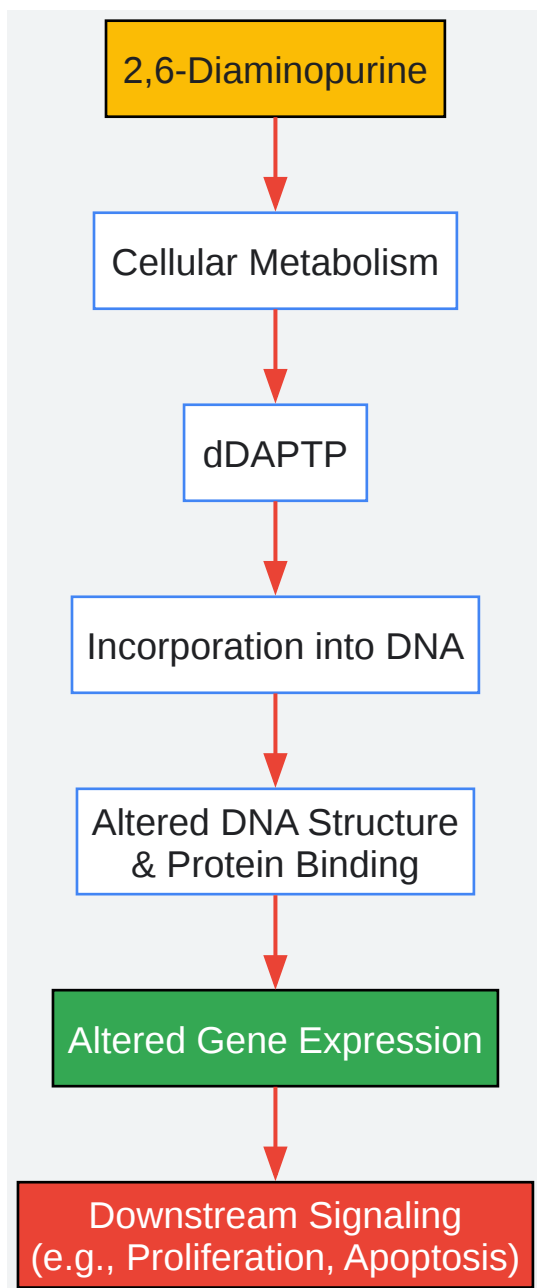 2,6-Diaminopurine
Cellular Metabolism
dDAPTP
Incorporation into DNA
Altered DNA Structure
& Protein Binding
Altered Gene Expression
Downstream Signaling
(e.g., Proliferation, Apoptosis)